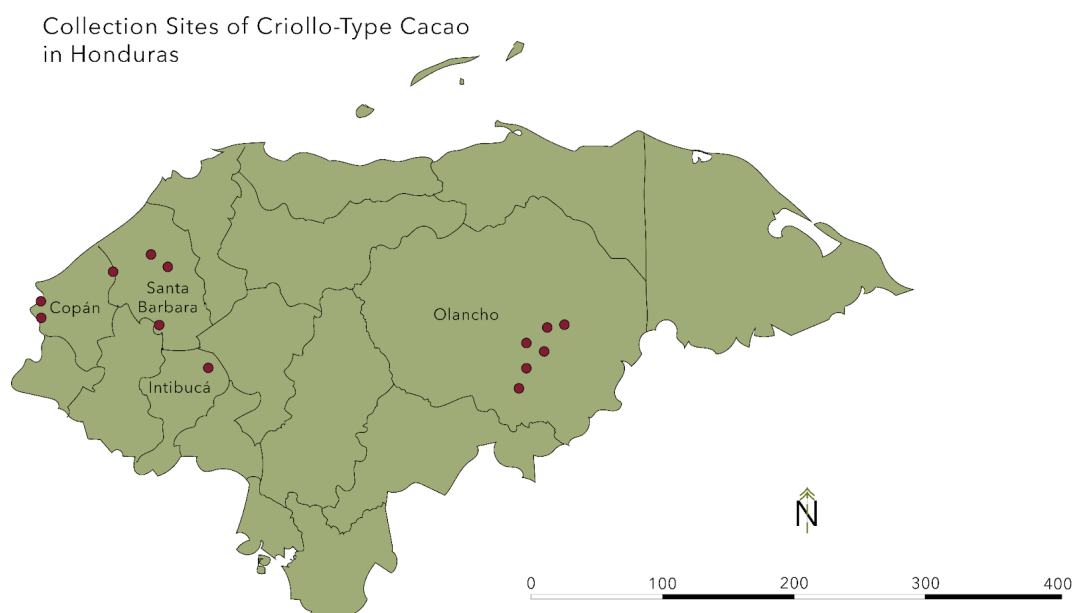 Collection Sites of Criollo-Type Cacao
in Honduras
Santa
Barbara
Copán
Olancho
Intibucá
N
0 100 200 300 400